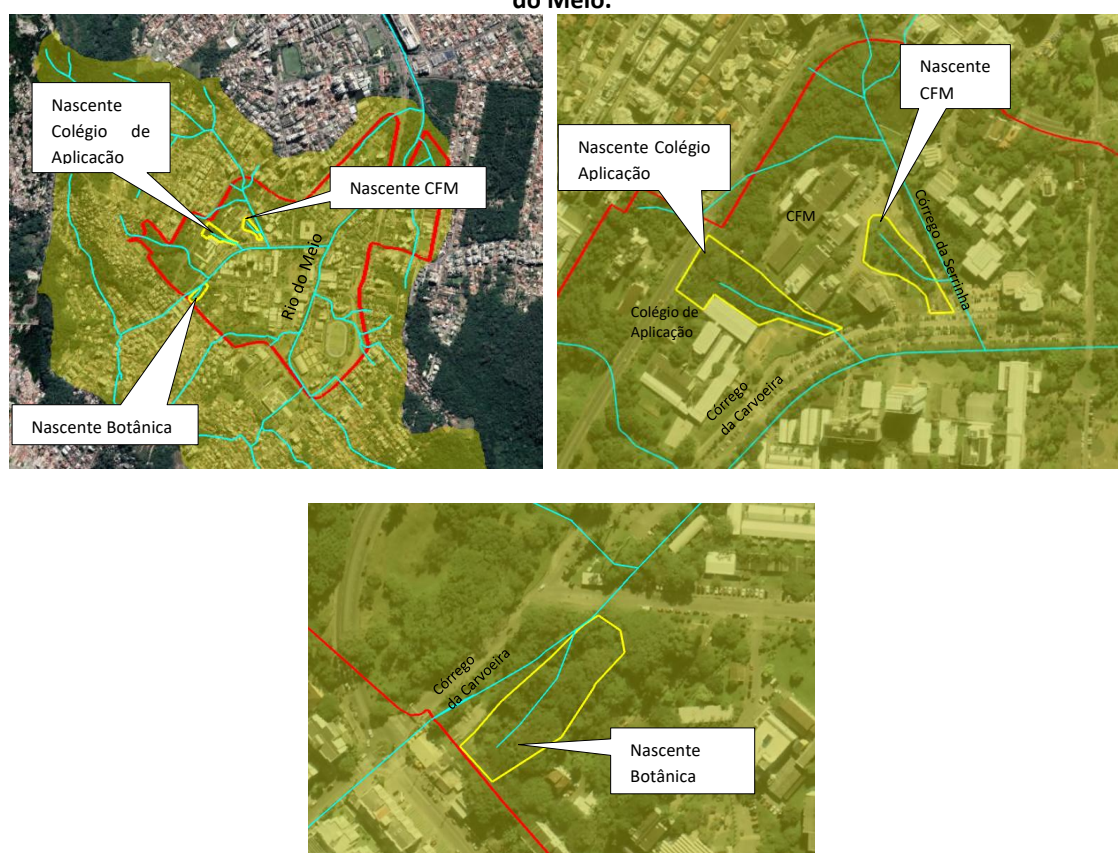 do Meio.
Nascente
Colégio de
Aplicação
Nascente CFM
Rio do Meio
Nascente Botânica
Nascente
CFM
Nascente Colégio
Aplicação
CFM
Córrego da Serrinha
Colégio de
Aplicação
Córrego
da Carvoeira
Córrego
da Carvoeira
Nascente
Botânica